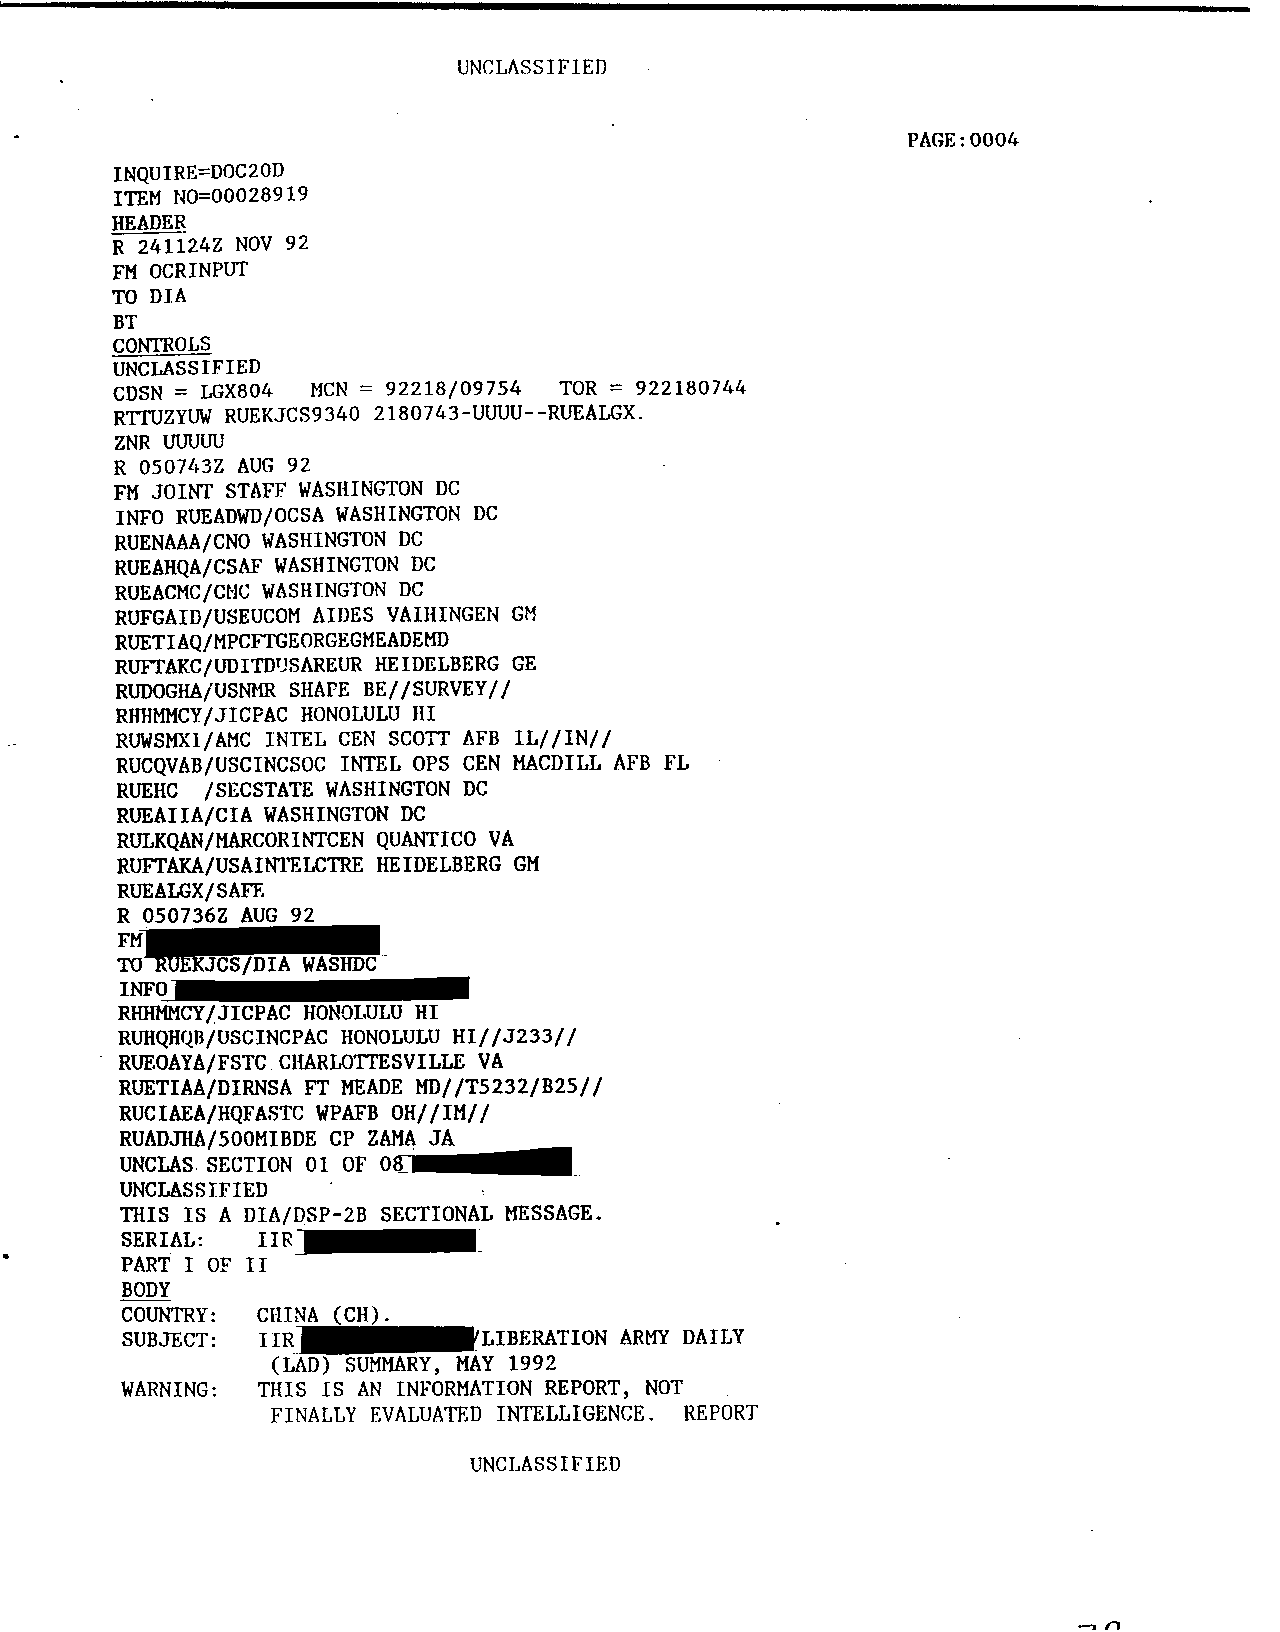 UNCLASSIFIED
PAGE:0004
INQUIRE=DOC20D
ITEM NO=00028919
HEADER
R 241124Z NOV 92
FM OCRINPUT
TO DIA
BT
CONTROLS
UNCLASSIFIED
CDSN = LGX804 MCN = 92218/09754 TOR = 922180744
RTTUZYUW RUEKJCS9340 2180743-UUUU--RUEALGX.
ZNR UUUUU
R 050743Z AUG 92
FM JOINT STAFF WASHINGTON DC
INFO RUEADWD/OCSA WASHINGTON DC
RUENAAA/CNO WASHINGTON DC
RUEAHQA/CSAF WASHINGTON DC
RUEACMC/CMC WASHINGTON DC
RUFGAID/USEUCOM AIDES VAIHINGEN GM
RUETIAQ/MPCFTGEORGEGMEADEMD
RUFTAKC/UDITDUSAREUR HEIDELBERG GE
RUDOGHA/USNMR SHAPE BE//SURVEY//
RHHMMCY/JICPAC HONOLULU HI
RUWSMXI/AMC INTEL CEN SCOTT AFB IL//IN//
RUCQVAB/USCINCSOC INTEL OPS CEN MACDILL AFB FL
RUEHC /SECSTATE WASHINGTON DC
RUEAIIA/CIA WASHINGTON DC
RULKQAN/MARCORINTCEN QUANTICO VA
RUFTAKA/USAINTELCTRE HEIDELBERG GM
RUEALGX/SAFE
R 050736Z AUG 92
FM
TO RUEKJCS/DIA WASHDC
INFO
RHHMMCY/JICPAC HONOLULU HI
RUHQHQB/USCINCPAC HONOLULU HI//J233//
RUEOAYA/FSTC CHARLOTTESVILLE VA
RUETIAA/DIRNSA FT MEADE MD//T5232/B25//
RUCIAEA/HQFASTC WPAFB OH//IM//
RUADJHA/500MIBDE CP ZAMA JA
UNCLAS SECTION 01 OF 08
UNCLASSIFIED
THIS IS A DIA/DSP-2B SECTIONAL MESSAGE.
SERIAL: IIR
PART I OF II
BODY
COUNTRY: CHINA (CH).
SUBJECT: IIR /LIBERATION ARMY DAILY
(LAD) SUMMARY, MAY 1992
WARNING: THIS IS AN INFORMATION REPORT, NOT
FINALLY EVALUATED INTELLIGENCE. REPORT
UNCLASSIFIED